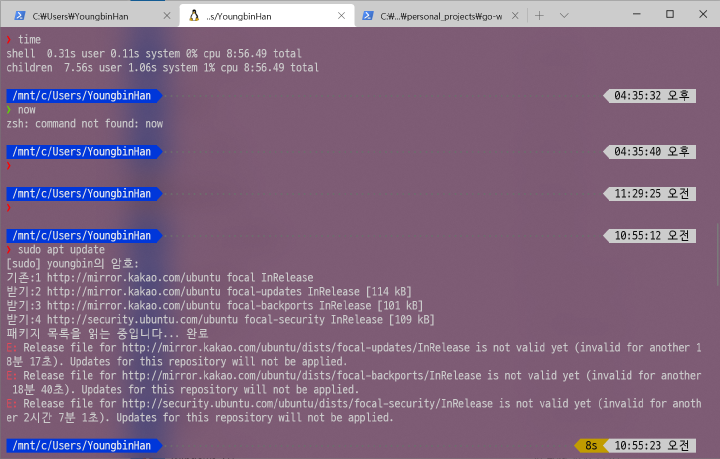 C:₩Users₩YoungbinHan
..s/YoungbinHan
C:₩...₩personal_projects₩go-w
❯ time
shell  0.31s user 0.11s system 0% cpu 8:56.49 total
children  7.56s user 1.06s system 1% cpu 8:56.49 total
/mnt/c/Users/YoungbinHan 04:35:32 오후
❯ now
zsh: command not found: now
/mnt/c/Users/YoungbinHan 04:35:40 오후
❯
/mnt/c/Users/YoungbinHan 11:29:25 오전
❯
/mnt/c/Users/YoungbinHan 10:55:12 오전
❯ sudo apt update
[sudo] youngbin의 암호:
기존:1 http://mirror.kakao.com/ubuntu focal InRelease
받기:2 http://mirror.kakao.com/ubuntu focal-updates InRelease [114 kB]
받기:3 http://mirror.kakao.com/ubuntu focal-backports InRelease [101 kB]
받기:4 http://security.ubuntu.com/ubuntu focal-security InRelease [109 kB]
패키지 목록을 읽는 중입니다... 완료
E: Release file for http://mirror.kakao.com/ubuntu/dists/focal-updates/InRelease is not valid yet (invalid for another 1
8분 17초). Updates for this repository will not be applied.
E: Release file for http://mirror.kakao.com/ubuntu/dists/focal-backports/InRelease is not valid yet (invalid for another
18분 40초). Updates for this repository will not be applied.
E: Release file for http://security.ubuntu.com/ubuntu/dists/focal-security/InRelease is not valid yet (invalid for anoth
er 2시간 7분 1초). Updates for this repository will not be applied.
/mnt/c/Users/YoungbinHan 8s 10:55:23 오전